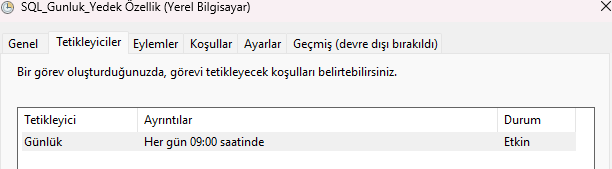 SQL_Gunluk_Yedek Özellik (Yerel Bilgisayar)
Genel Tetikleyiciler Eylemler Koşullar Ayarlar Geçmiş (devre dışı bırakıldı)
Bir görev oluşturduğunuzda, görevi tetikleyecek koşulları belirtebilirsiniz.
Tetikleyici Ayrıntılar Durum
Günlük Her gün 09:00 saatinde Etkin